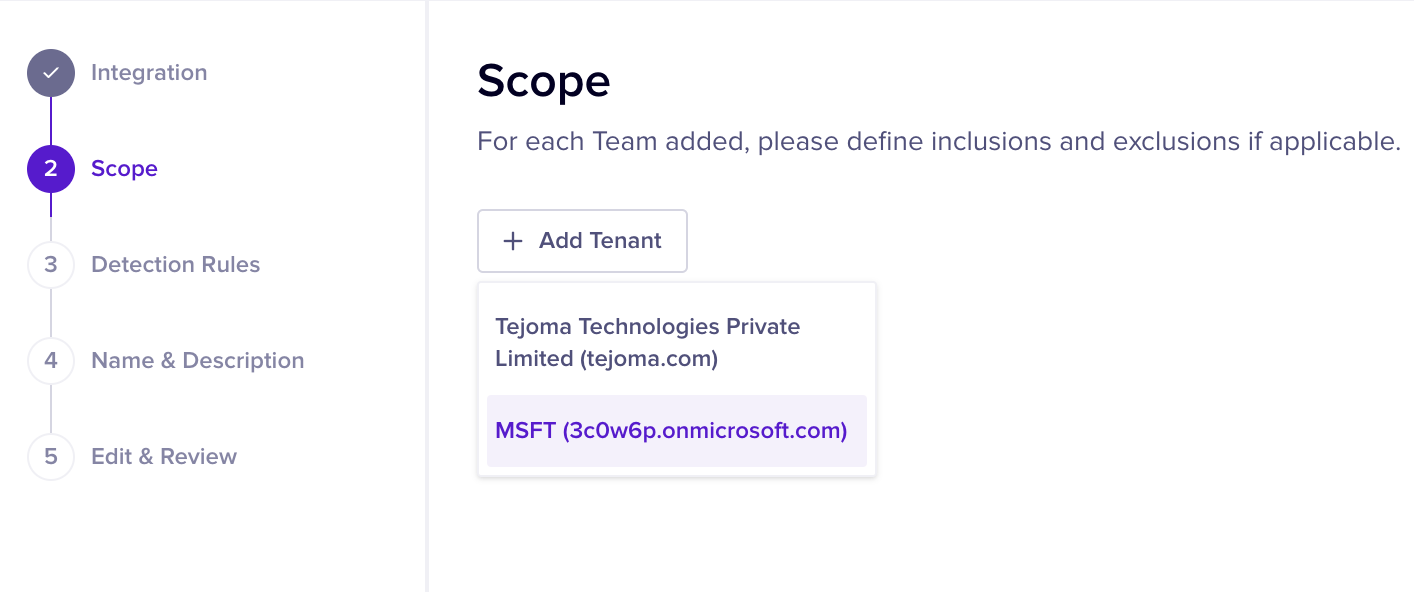 Integration
2 Scope
3 Detection Rules
4 Name & Description
5 Edit & Review
Scope
For each Team added, please define inclusions and exclusions if applicable.
+ Add Tenant
Tejoma Technologies Private
Limited (tejoma.com)
MSFT (3c0w6p.onmicrosoft.com)